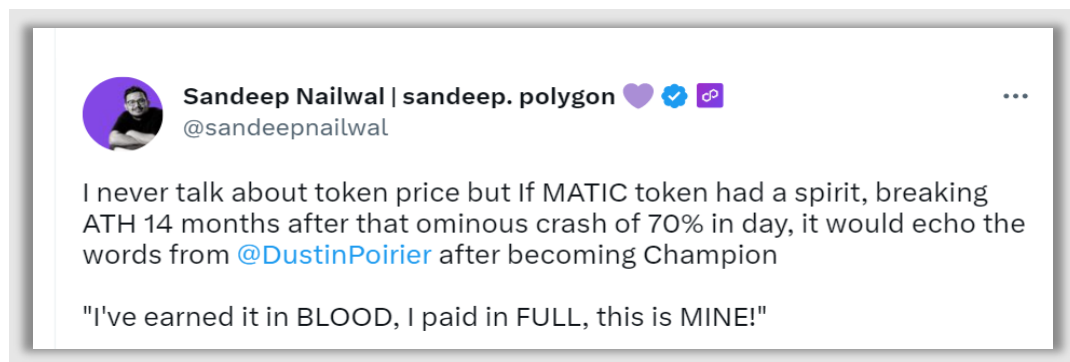 Sandeep Nailwal | sandeep. polygon
@sandeepnailwal
I never talk about token price but If MATIC token had a spirit, breaking
ATH 14 months after that ominous crash of 70% in day, it would echo the
words from @DustinPoirier after becoming Champion
"I've earned it in BLOOD, I paid in FULL, this is MINE!"